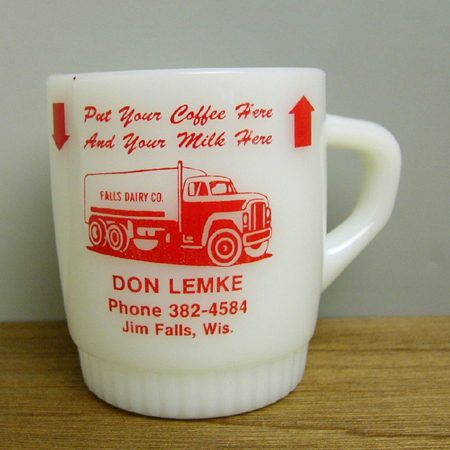 Put Your Coffee Here
And Your Milk Here
FALLS DAIRY CO.
DON LEMKE
Phone 382-4584
Jim Falls, Wis.